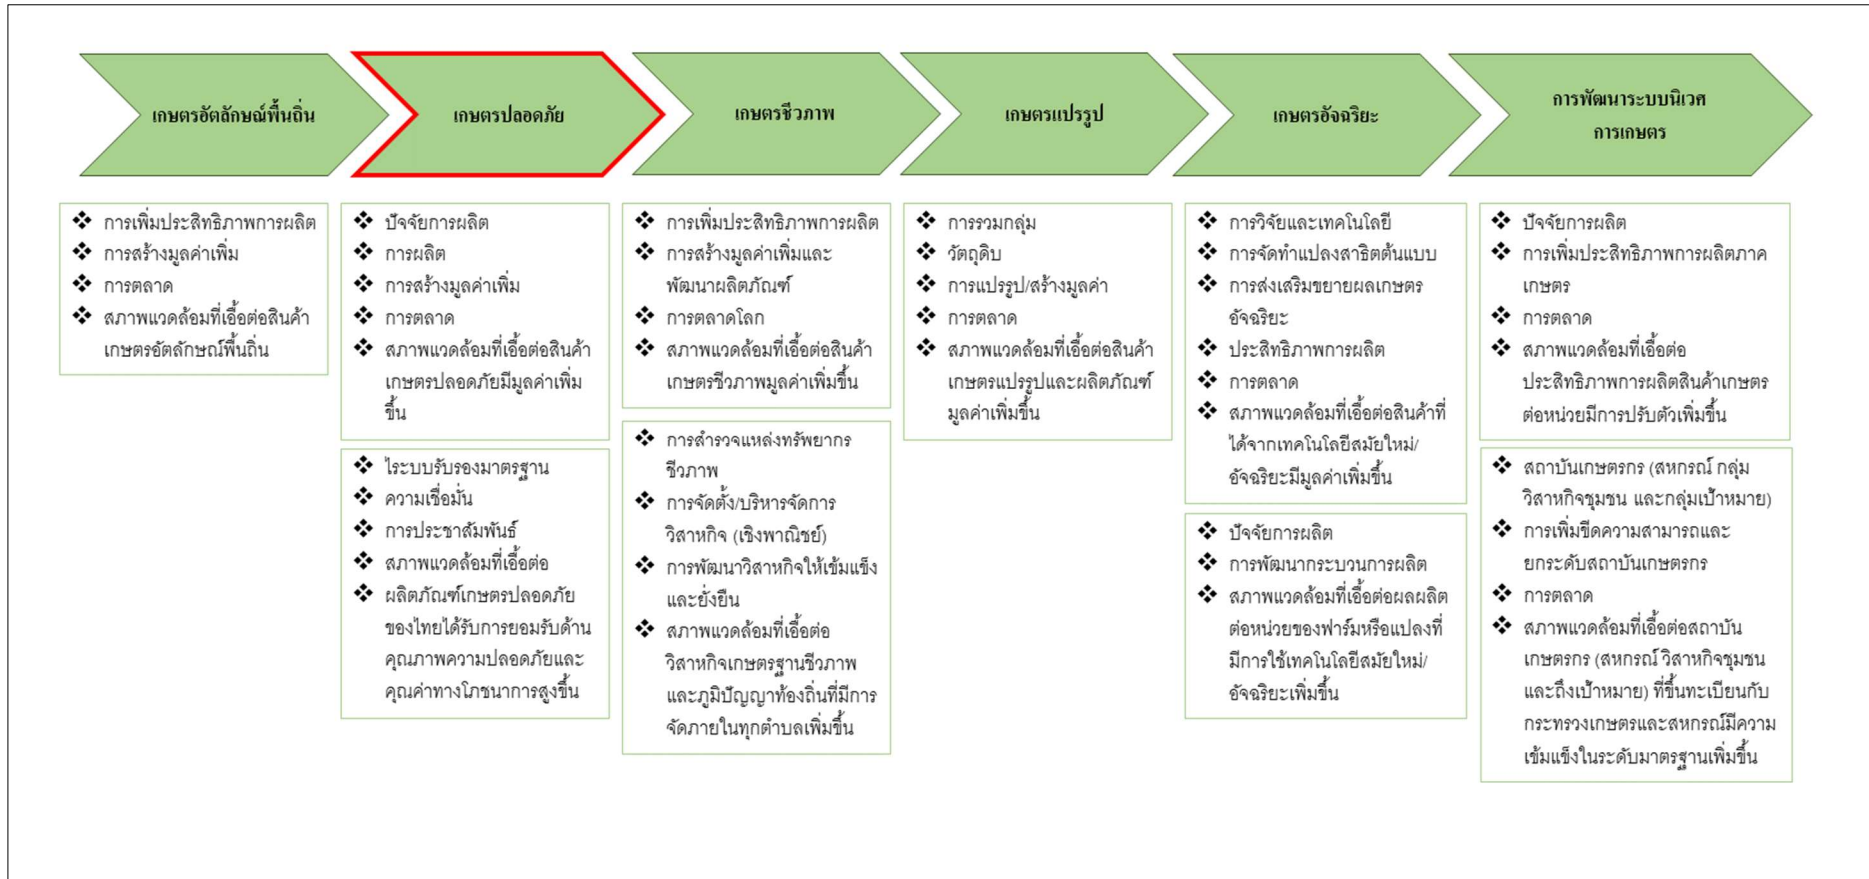 เกษตรอัตลักษณ์พื้นถิ่น
เกษตรปลอดภัย
เกษตรชีวภาพ
เกษตรแปรรูป
เกษตรอัจฉริยะ
การพัฒนาระบบนิเวศ
การเกษตร
❖ การเพิ่มประสิทธิภาพการผลิต
❖ การสร้างมูลค่าเพิ่ม
❖ การตลาด
❖ สภาพแวดล้อมที่เอื้อต่อสินค้า
เกษตรอัตลักษณ์พื้นถิ่น
❖ ปัจจัยการผลิต
❖ การผลิต
❖ การสร้างมูลค่าเพิ่ม
❖ การตลาด
❖ สภาพแวดล้อมที่เอื้อต่อสินค้า
เกษตรปลอดภัยมีมูลค่าเพิ่ม
ขึ้น
❖ ไระบบรับรองมาตรฐาน
❖ ความเชื่อมั่น
❖ การประชาสัมพันธ์
❖ สภาพแวดล้อมที่เอื้อต่อ
❖ ผลิตภัณฑ์เกษตรปลอดภัย
ของไทยได้รับการยอมรับด้าน
คุณภาพความปลอดภัยและ
คุณค่าทางโภชนาการสูงขึ้น
❖ การเพิ่มประสิทธิภาพการผลิต
❖ การสร้างมูลค่าเพิ่มและ
พัฒนาผลิตภัณฑ์
❖ การตลาดโลก
❖ สภาพแวดล้อมที่เอื้อต่อสินค้า
เกษตรชีวภาพมูลค่าเพิ่มขึ้น
❖ การสำรวจแหล่งทรัพยากร
ชีวภาพ
❖ การจัดตั้ง/บริหารจัดการ
วิสาหกิจ (เชิงพาณิชย์)
❖ การพัฒนาวิสาหกิจให้เข้มแข็ง
และยั่งยืน
❖ สภาพแวดล้อมที่เอื้อต่อ
วิสาหกิจเกษตรฐานชีวภาพ
และภูมิปัญญาท้องถิ่นที่มีการ
จัดภายในทุกตำบลเพิ่มขึ้น
❖ การรวมกลุ่ม
❖ วัตถุดิบ
❖ การแปรรูป/สร้างมูลค่า
❖ การตลาด
❖ สภาพแวดล้อมที่เอื้อต่อสินค้า
เกษตรแปรรูปและผลิตภัณฑ์
มูลค่าเพิ่มขึ้น
❖ การวิจัยและเทคโนโลยี
❖ การจัดทำแปลงสาธิตต้นแบบ
❖ การส่งเสริมขยายผลเกษตร
อัจฉริยะ
❖ ประสิทธิภาพการผลิต
❖ การตลาด
❖ สภาพแวดล้อมที่เอื้อต่อสินค้าที่
ได้จากเทคโนโลยีสมัยใหม่/
อัจฉริยะมีมูลค่าเพิ่มขึ้น
❖ ปัจจัยการผลิต
❖ การพัฒนากระบวนการผลิต
❖ สภาพแวดล้อมที่เอื้อต่อผลผลิต
ต่อหน่วยของฟาร์มหรือแปลงที่
มีการใช้เทคโนโลยีสมัยใหม่/
อัจฉริยะเพิ่มขึ้น
❖ ปัจจัยการผลิต
❖ การเพิ่มประสิทธิภาพการผลิตภาค
เกษตร
❖ การตลาด
❖ สภาพแวดล้อมที่เอื้อต่อ
ประสิทธิภาพการผลิตสินค้าเกษตร
ต่อหน่วยมีการปรับตัวเพิ่มขึ้น
❖ สถาบันเกษตรกร (สหกรณ์ กลุ่ม
วิสาหกิจชุมชน และกลุ่มเป้าหมาย)
❖ การเพิ่มขีดความสามารถและ
ยกระดับสถาบันเกษตรกร
❖ การตลาด
❖ สภาพแวดล้อมที่เอื้อต่อสถาบัน
เกษตรกร (สหกรณ์ วิสาหกิจชุมชน
และถึงเป้าหมาย) ที่ขึ้นทะเบียนกับ
กระทรวงเกษตรและสหกรณ์มีความ
เข้มแข็งในระดับมาตรฐานเพิ่มขึ้น